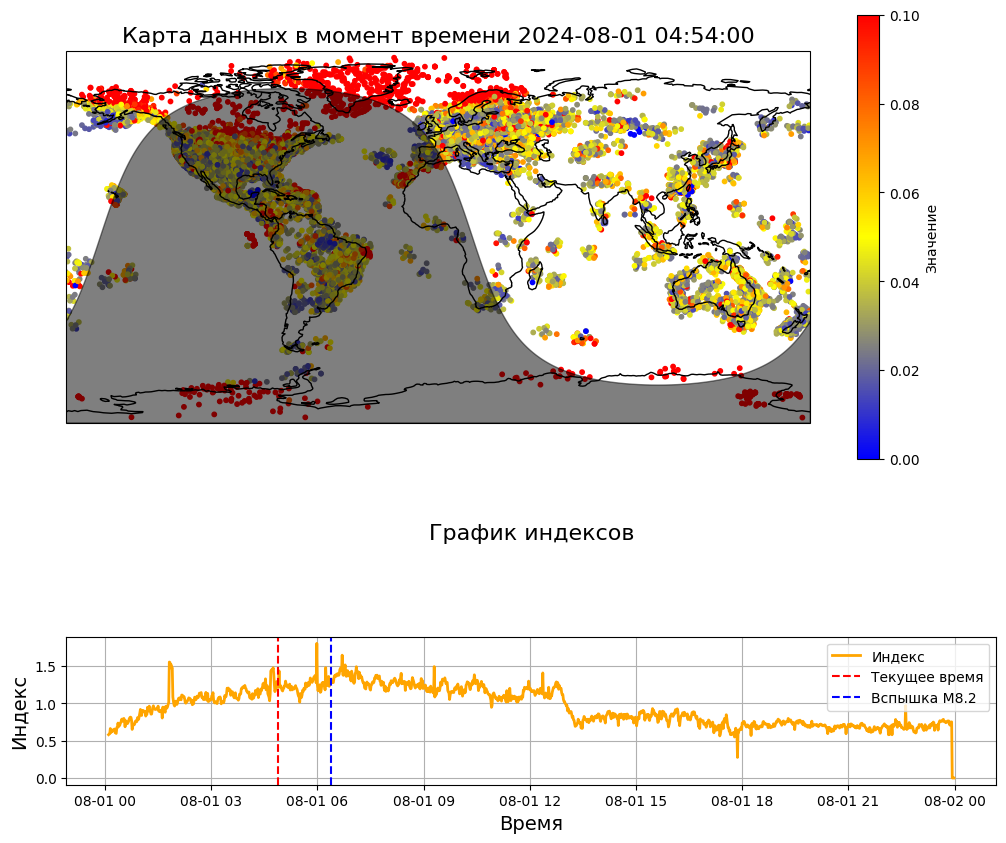 Карта данных в момент времени 2024-08-01 04:54:00
0.10
0.08
0.06
0.04
0.02
0.00
Значение
График индексов
1.5
1.0
0.5
0.0
Индекс
Индекс
Текущее время
Вспышка M8.2
08-01 00
08-01 03
08-01 06
08-01 09
08-01 12
08-01 15
08-01 18
08-01 21
08-02 00
Время